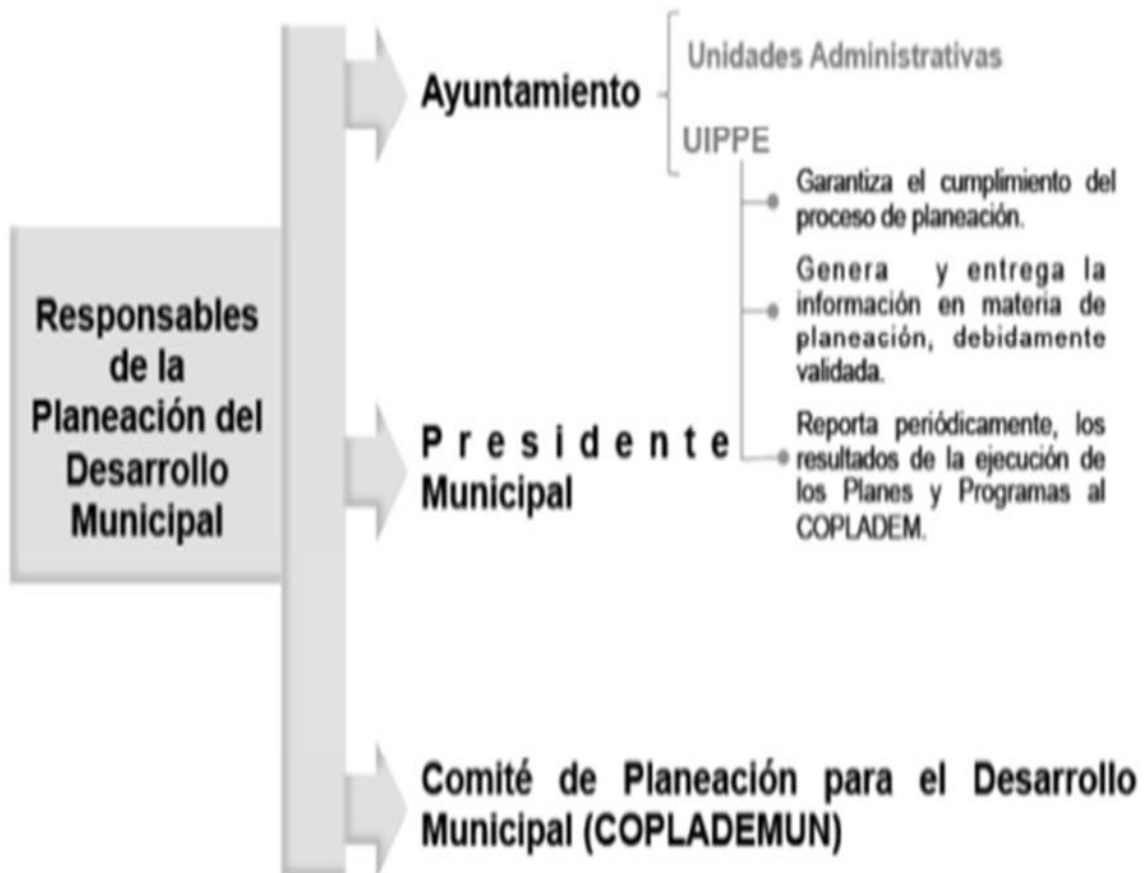 Responsables
de la
Planeación del
Desarrollo
Municipal
Ayuntamiento
Unidades Administrativas
UIPPE
Garantiza el cumplimiento del
proceso de planeación.
Genera y entrega la
información en materia de
planeación, debidamente
validada.
Reporta periódicamente, los
resultados de la ejecución de
los Planes y Programas al
COPLADEM.
Presidente
Municipal
Comité de Planeación para el Desarrollo
Municipal (COPLADEMUN)